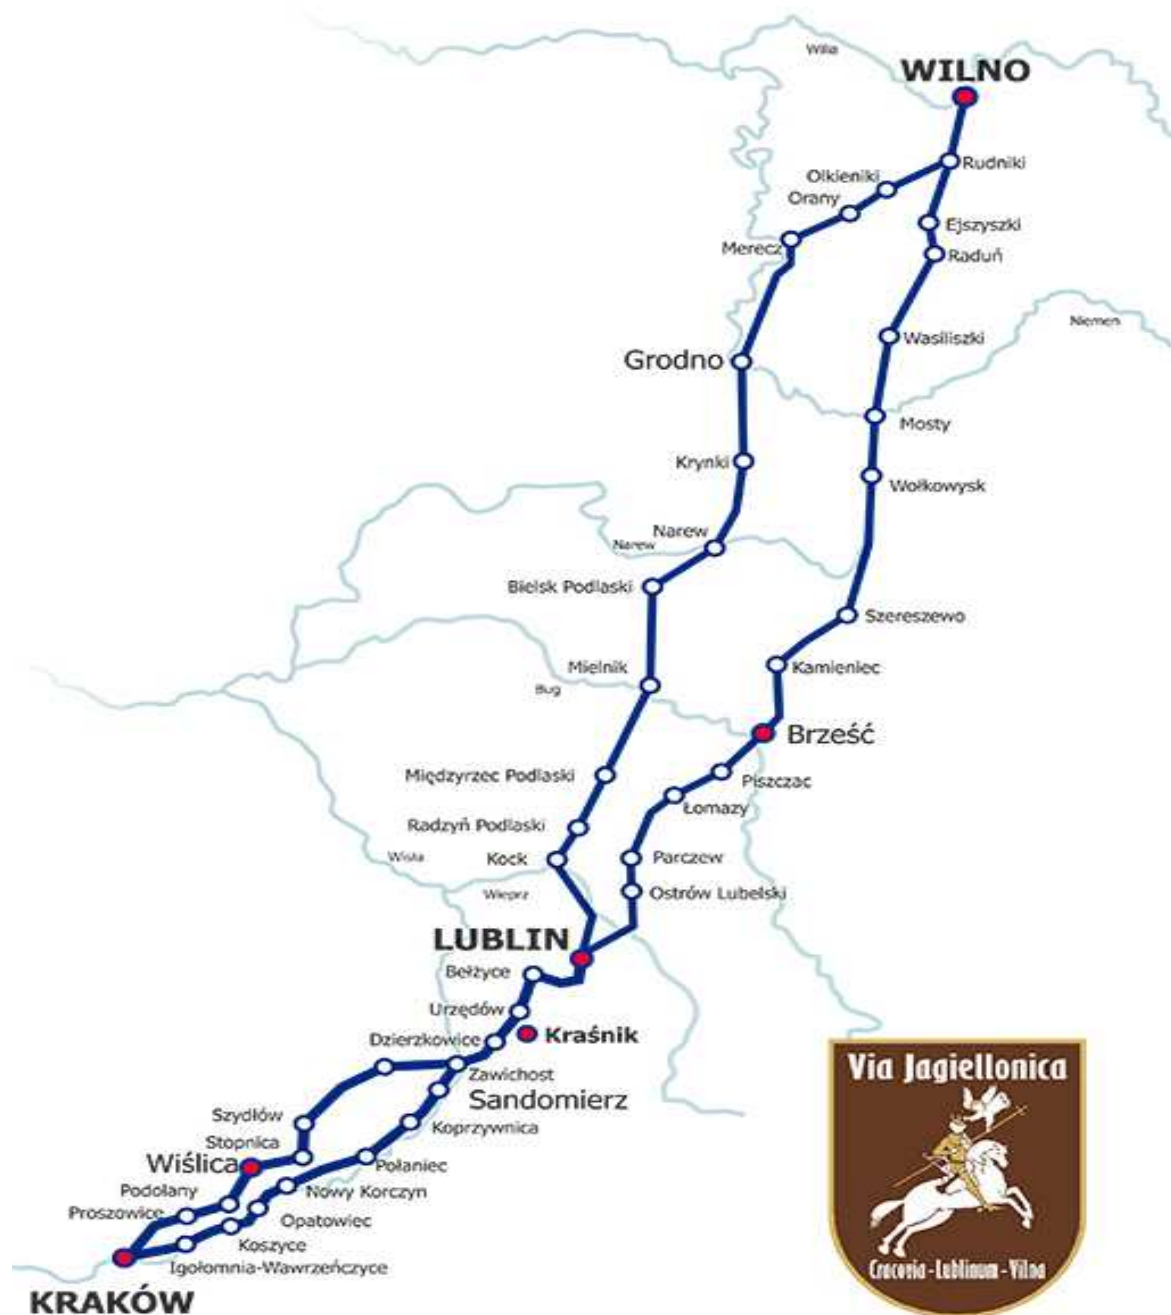 Wilia
WILNO
Rudniki
Olkieniki
Orany
Ejszyszki
Merecz
Raduń
Niemen
Wasiliszki
Grodno
Mosty
Krynki
Wołkowysk
Narew
Narew
Bielsk Podlaski
Szereszewo
Mielnik
Kamieniec
Bug
Brześć
Międzyrzec Podlaski
Piszczac
Łomazy
Radzyń Podlaski
Wisła
Kock
Parczew
Wieprz
Ostrów Lubelski
LUBLIN
Bełżyce
Urzędów
Kraśnik
Dzierzkowice
Zawichost
Sandomierz
Szydłów
Koprzywnica
Stopnica
Wiślica
Połaniec
Podolany
Nowy Korczyn
Proszowice
Opatowiec
Koszyce
Igołomnia-Wawrzeńczyce
KRAKÓW
Via Jagiellonica
Cracovia-Lublinum-Vilna